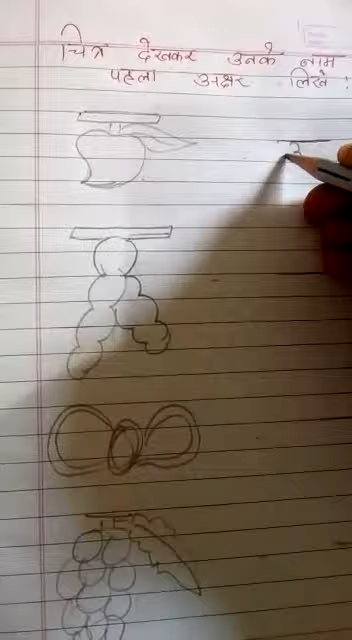 चित्र देखकर उनके नाम
पहला अक्षर लिखें !